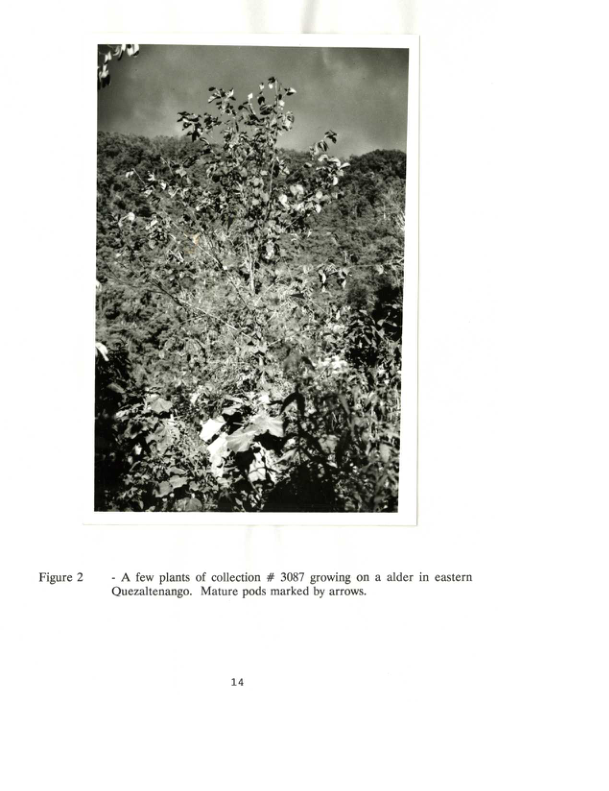 Figure 2 - A few plants of collection # 3087 growing on a alder in eastern
Quezaltenango. Mature pods marked by arrows.
14